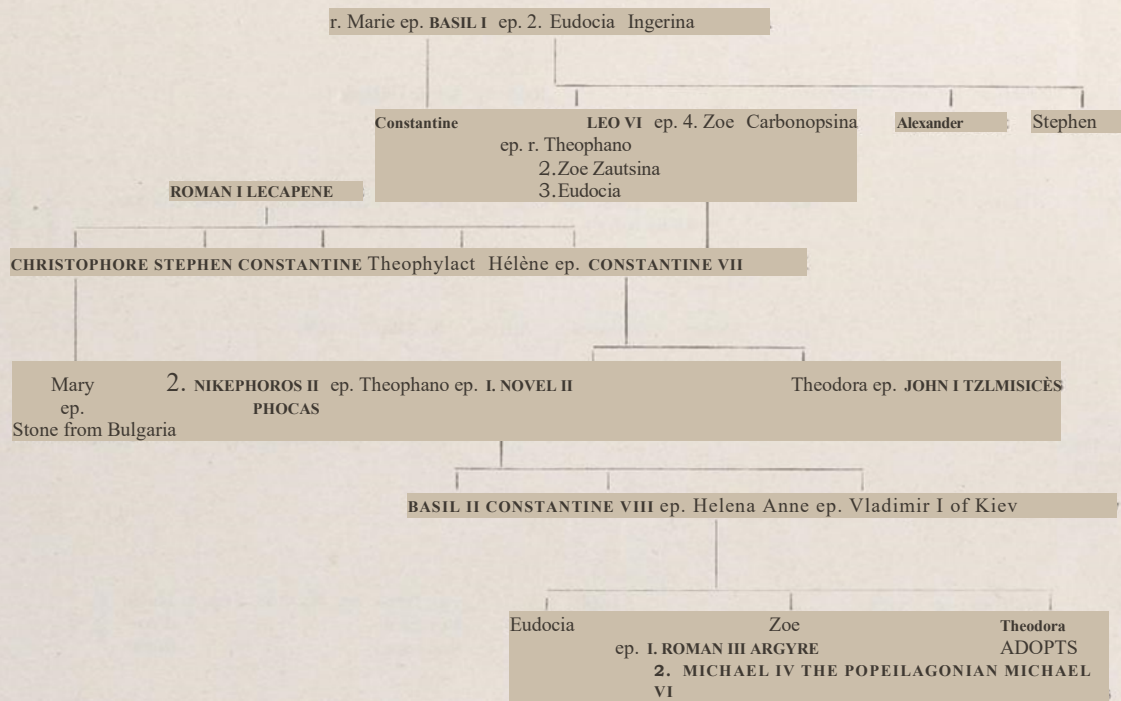 r. Marie ep. BASIL I ep. 2. Eudocia Ingerina
Constantine LEO VI ep. 4. Zoe Carbonopsina Alexander Stephen
ep. r. Theophano
2.Zoe Zautsina
3.Eudocia
ROMAN I LECAPENE
CHRISTOPHORE STEPHEN CONSTANTINE Theophylact Hélène ep. CONSTANTINE VII
Mary 2. NIKEPHOROS II ep. Theophano ep. I. NOVEL II Theodora ep. JOHN I TZLMISICÈS
ep. PHOCAS
Stone from Bulgaria
BASIL II CONSTANTINE VIII ep. Helena Anne ep. Vladimir I of Kiev
Eudocia Zoe Theodora
ep. I. ROMAN III ARGYRE ADOPTS
2. MICHAEL IV THE POPEILAGONIAN MICHAEL
VI